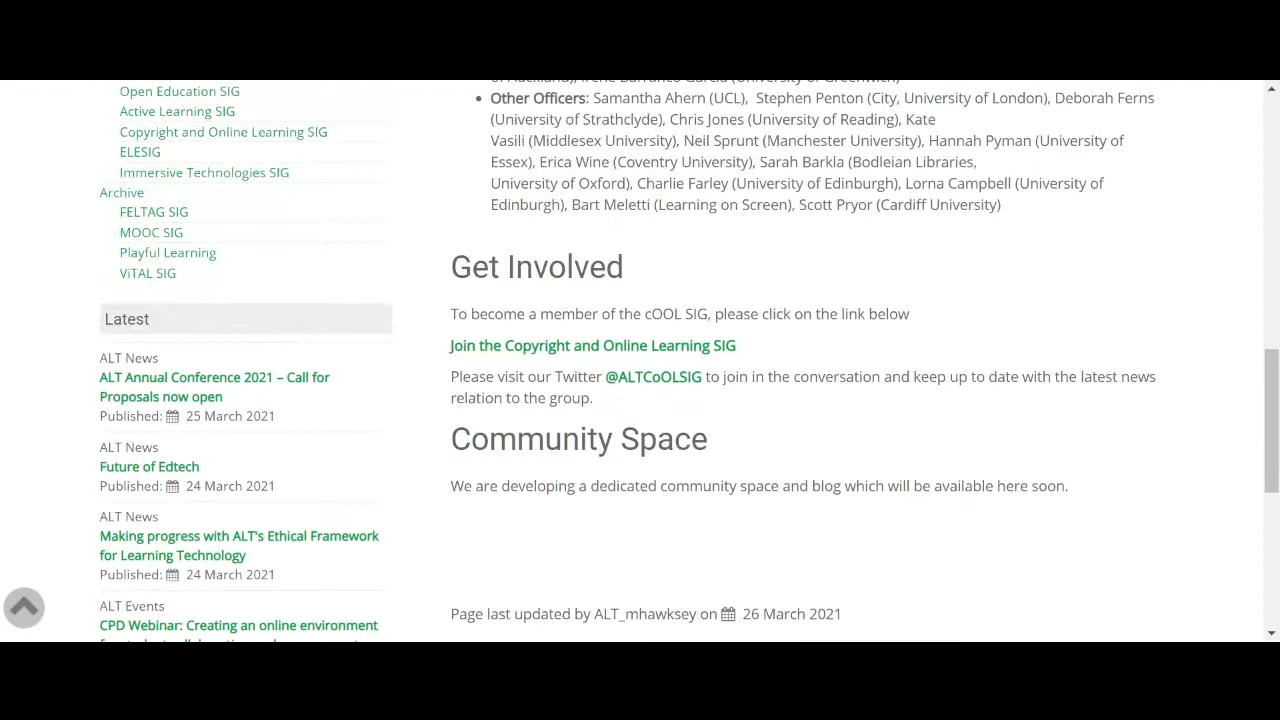 Open Education SIG
Active Learning SIG
Copyright and Online Learning SIG
ELESIG
Immersive Technologies SIG
Archive
FELTAG SIG
MOOC SIG
Playful Learning
ViTAL SIG
Latest
ALT News
ALT Annual Conference 2021 – Call for
Proposals now open
Published: 25 March 2021
ALT News
Future of Edtech
Published: 24 March 2021
ALT News
Making progress with ALT's Ethical Framework
for Learning Technology
Published: 24 March 2021
ALT Events
CPD Webinar: Creating an online environment
• Other Officers: Samantha Ahern (UCL), Stephen Penton (City, University of London), Deborah Ferns
(University of Strathclyde), Chris Jones (University of Reading), Kate
Vasili (Middlesex University), Neil Sprunt (Manchester University), Hannah Pyman (University of
Essex), Erica Wine (Coventry University), Sarah Barkla (Bodleian Libraries,
University of Oxford), Charlie Farley (University of Edinburgh), Lorna Campbell (University of
Edinburgh), Bart Meletti (Learning on Screen), Scott Pryor (Cardiff University)
Get Involved
To become a member of the cOOL SIG, please click on the link below
Join the Copyright and Online Learning SIG
Please visit our Twitter @ALTCoOLSIG to join in the conversation and keep up to date with the latest news
relation to the group.
Community Space
We are developing a dedicated community space and blog which will be available here soon.
Page last updated by ALT_mhawksey on 26 March 2021